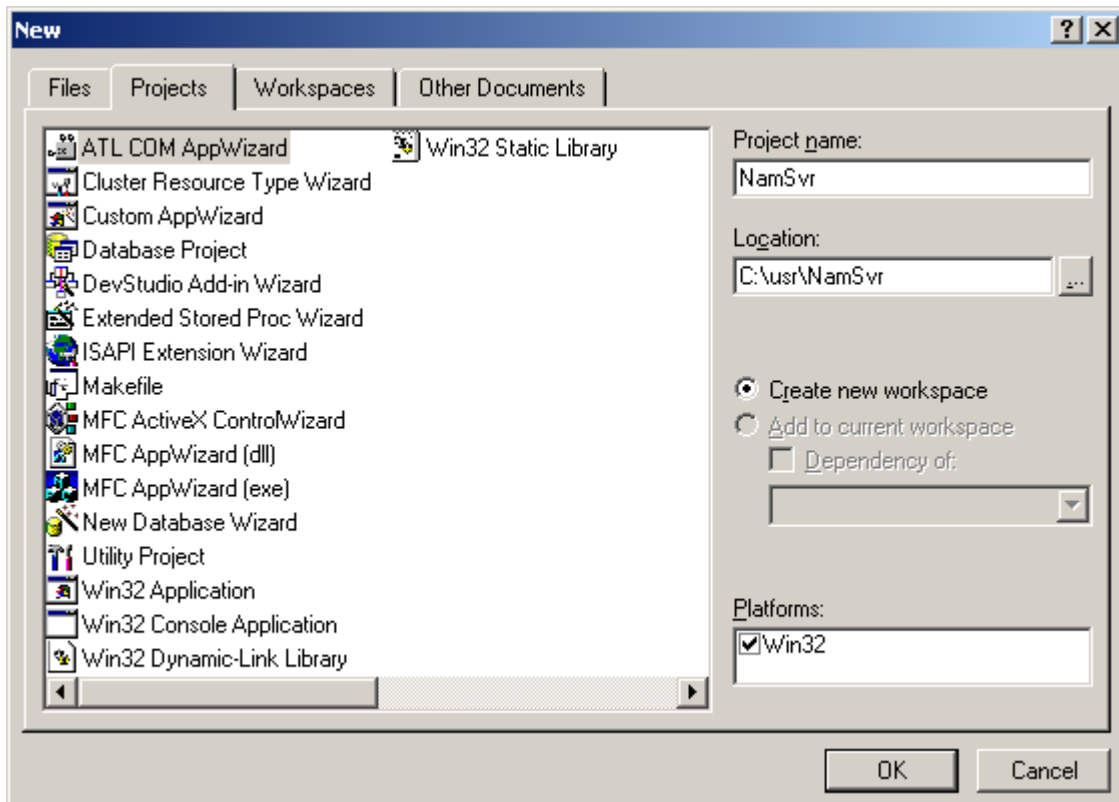 New
Files
Projects
Workspaces
Other Documents
ATL COM AppWizard
Cluster Resource Type Wizard
Custom AppWizard
Database Project
DevStudio Add-in Wizard
Extended Stored Proc Wizard
ISAPI Extension Wizard
Makefile
MFC ActiveX ControlWizard
MFC AppWizard (dll)
MFC AppWizard (exe)
New Database Wizard
Utility Project
Win32 Application
Win32 Console Application
Win32 Dynamic-Link Library
Win32 Static Library
Project name:
NamSvr
Location:
C:\usr\NamSvr
...
Create new workspace
Add to current workspace
Dependency of:
Platforms:
Win32
OK
Cancel